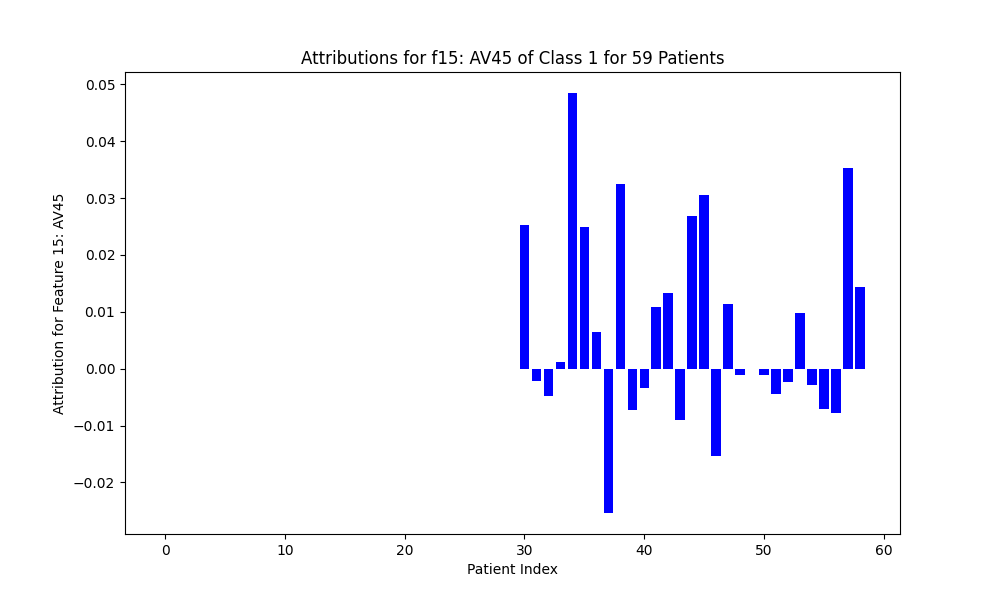 Attributions for f15: AV45 of Class 1 for 59 Patients
Attribution for Feature 15: AV45
0.05
0.04
0.03
0.02
0.01
0.00
−0.01
−0.02
0 10 20 30 40 50 60
Patient Index